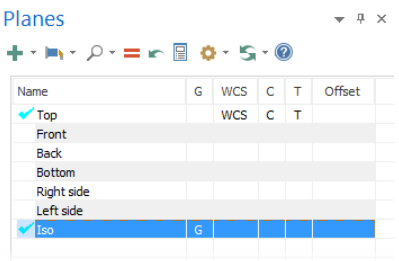 Planes
Name G WCS C T Offset
Top WCS C T
Front
Back
Bottom
Right side
Left side
Iso G